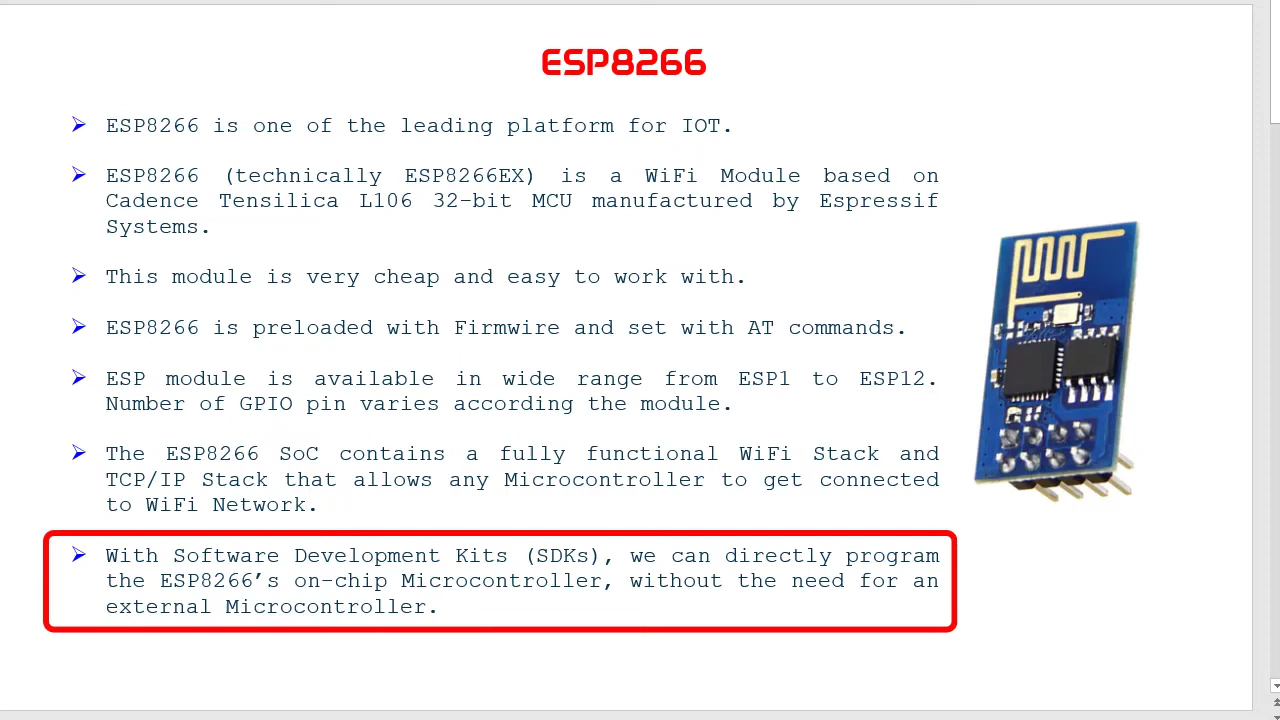 ESP8266
ESP8266 is one of the leading platform for IOT.
ESP8266 (technically ESP8266EX) is a WiFi Module based on
Cadence Tensilica L106 32-bit MCU manufactured by Espressif
Systems.
This module is very cheap and easy to work with.
ESP8266 is preloaded with Firmwire and set with AT commands.
ESP module is available in wide range from ESP1 to ESP12.
Number of GPIO pin varies according the module.
The ESP8266 SoC contains a fully functional WiFi Stack and
TCP/IP Stack that allows any Microcontroller to get connected
to WiFi Network.
With Software Development Kits (SDKs), we can directly program
the ESP8266’s on-chip Microcontroller, without the need for an
external Microcontroller.